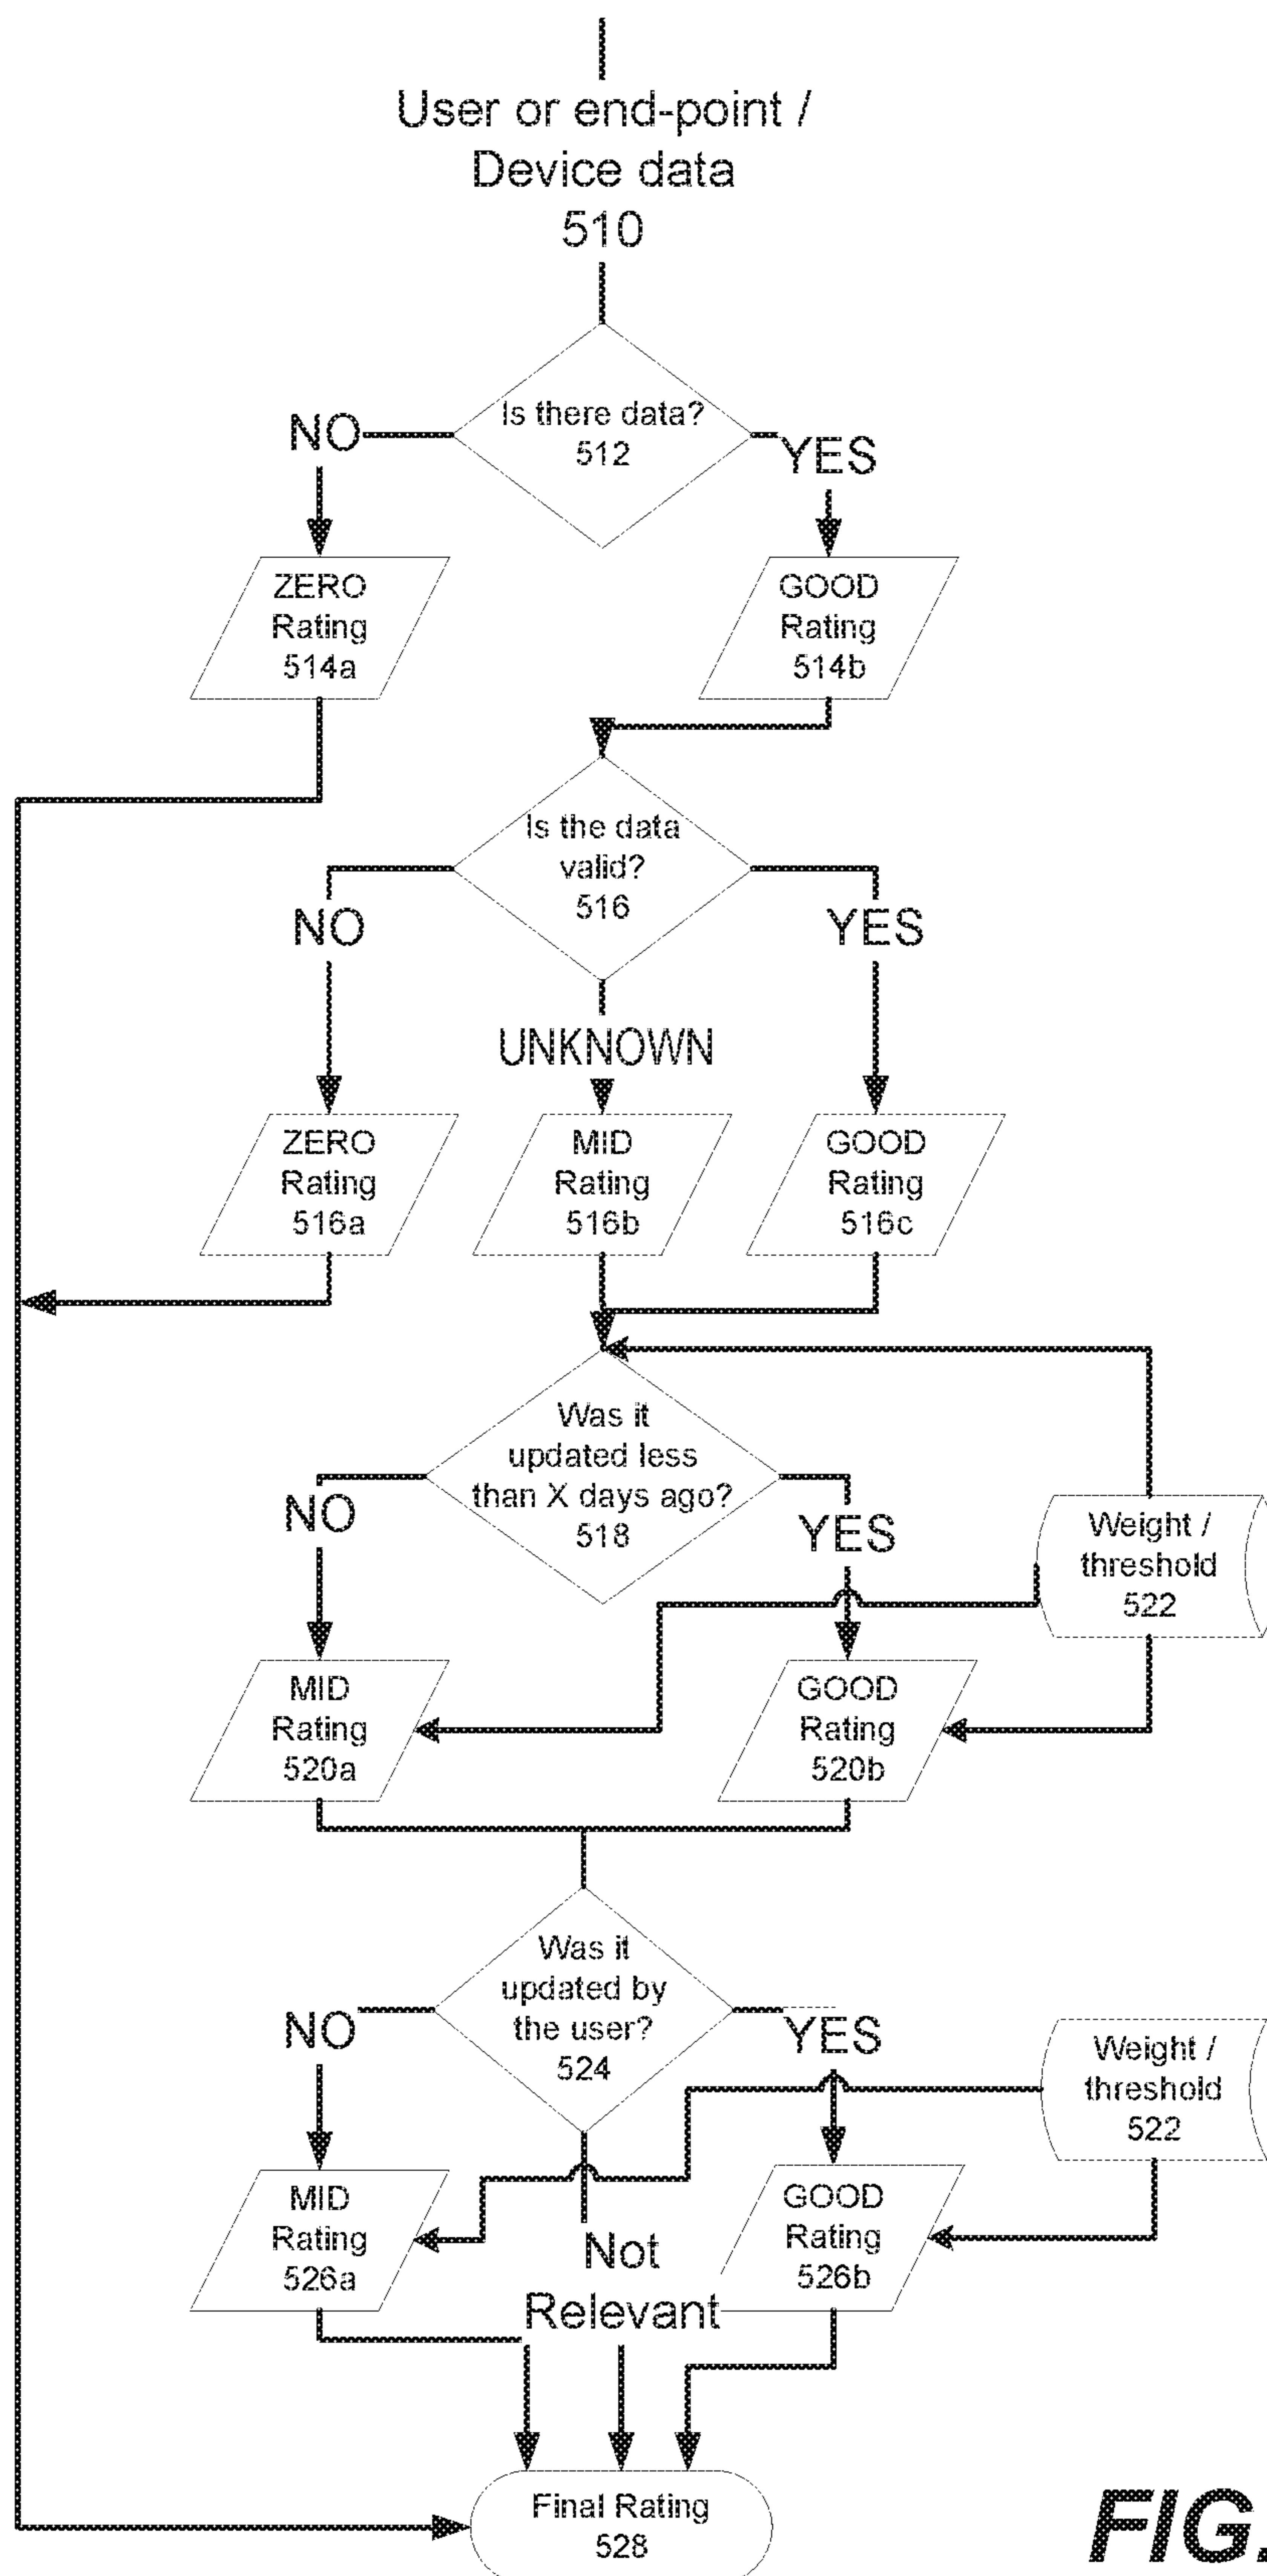 User or end-point /
Device data
510
Is there data?
512
NO
YES
ZERO
Rating
514a
GOOD
Rating
514b
Is the data
valid?
516
NO
YES
UNKNOWN
ZERO
Rating
516a
MID
Rating
516b
GOOD
Rating
516c
Was it
updated less
than X days ago?
518
NO
YES
Weight /
threshold
522
MID
Rating
520a
GOOD
Rating
520b
Was it
updated by
the user?
524
NO
YES
Weight /
threshold
522
MID
Rating
526a
GOOD
Rating
526b
Not
Relevant
Final Rating
528
FIG.